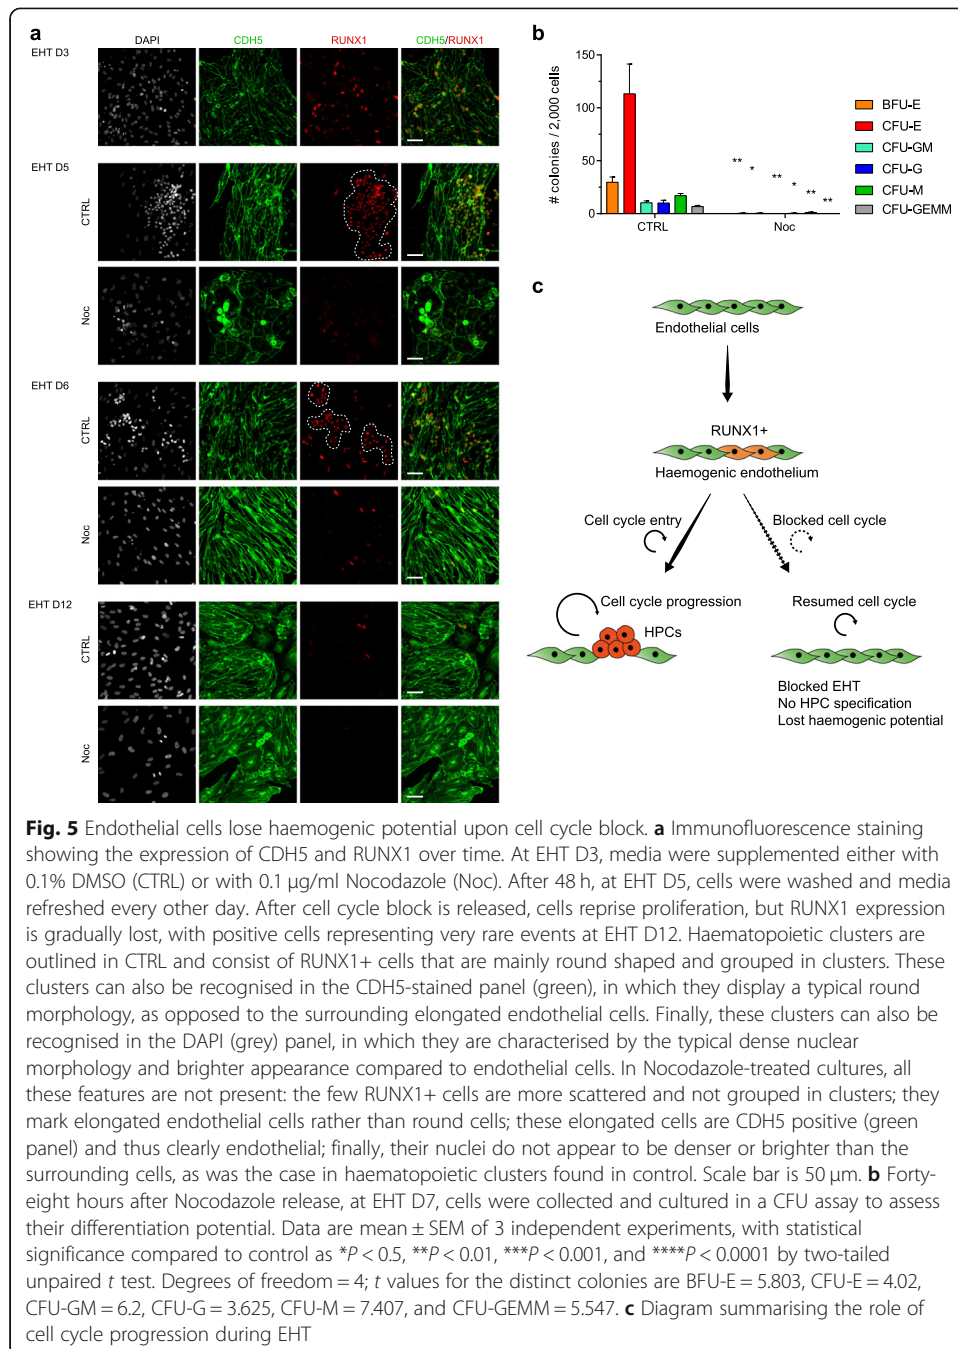 a
DAPI CDH5 RUNX1 CDH5/RUNX1
EHT D3
EHT D5
CTRL
Noc
EHT D6
CTRL
Noc
EHT D12
CTRL
Noc
b
# colonies / 2,000 cells
150
100
50
0
CTRL Noc
** * ** * ** **
BFU-E
CFU-E
CFU-GM
CFU-G
CFU-M
CFU-GEMM
c
Endothelial cells
RUNX1+
Haemogenic endothelium
Cell cycle entry
Blocked cell cycle
Cell cycle progression
HPCs
Resumed cell cycle
Blocked EHT
No HPC specification
Lost haemogenic potential
Fig. 5 Endothelial cells lose haemogenic potential upon cell cycle block. a Immunofluorescence staining
showing the expression of CDH5 and RUNX1 over time. At EHT D3, media were supplemented either with
0.1% DMSO (CTRL) or with 0.1 μg/ml Nocodazole (Noc). After 48 h, at EHT D5, cells were washed and media
refreshed every other day. After cell cycle block is released, cells reprise proliferation, but RUNX1 expression
is gradually lost, with positive cells representing very rare events at EHT D12. Haematopoietic clusters are
outlined in CTRL and consist of RUNX1+ cells that are mainly round shaped and grouped in clusters. These
clusters can also be recognised in the CDH5-stained panel (green), in which they display a typical round
morphology, as opposed to the surrounding elongated endothelial cells. Finally, these clusters can also be
recognised in the DAPI (grey) panel, in which they are characterised by the typical dense nuclear
morphology and brighter appearance compared to endothelial cells. In Nocodazole-treated cultures, all
these features are not present: the few RUNX1+ cells are more scattered and not grouped in clusters; they
mark elongated endothelial cells rather than round cells; these elongated cells are CDH5 positive (green
panel) and thus clearly endothelial; finally, their nuclei do not appear to be denser or brighter than the
surrounding cells, as was the case in haematopoietic clusters found in control. Scale bar is 50 μm. b Forty-
eight hours after Nocodazole release, at EHT D7, cells were collected and cultured in a CFU assay to assess
their differentiation potential. Data are mean ± SEM of 3 independent experiments, with statistical
significance compared to control as *P < 0.5, **P < 0.01, ***P < 0.001, and ****P < 0.0001 by two-tailed
unpaired t test. Degrees of freedom = 4; t values for the distinct colonies are BFU-E = 5.803, CFU-E = 4.02,
CFU-GM = 6.2, CFU-G = 3.625, CFU-M = 7.407, and CFU-GEMM = 5.547. c Diagram summarising the role of
cell cycle progression during EHT